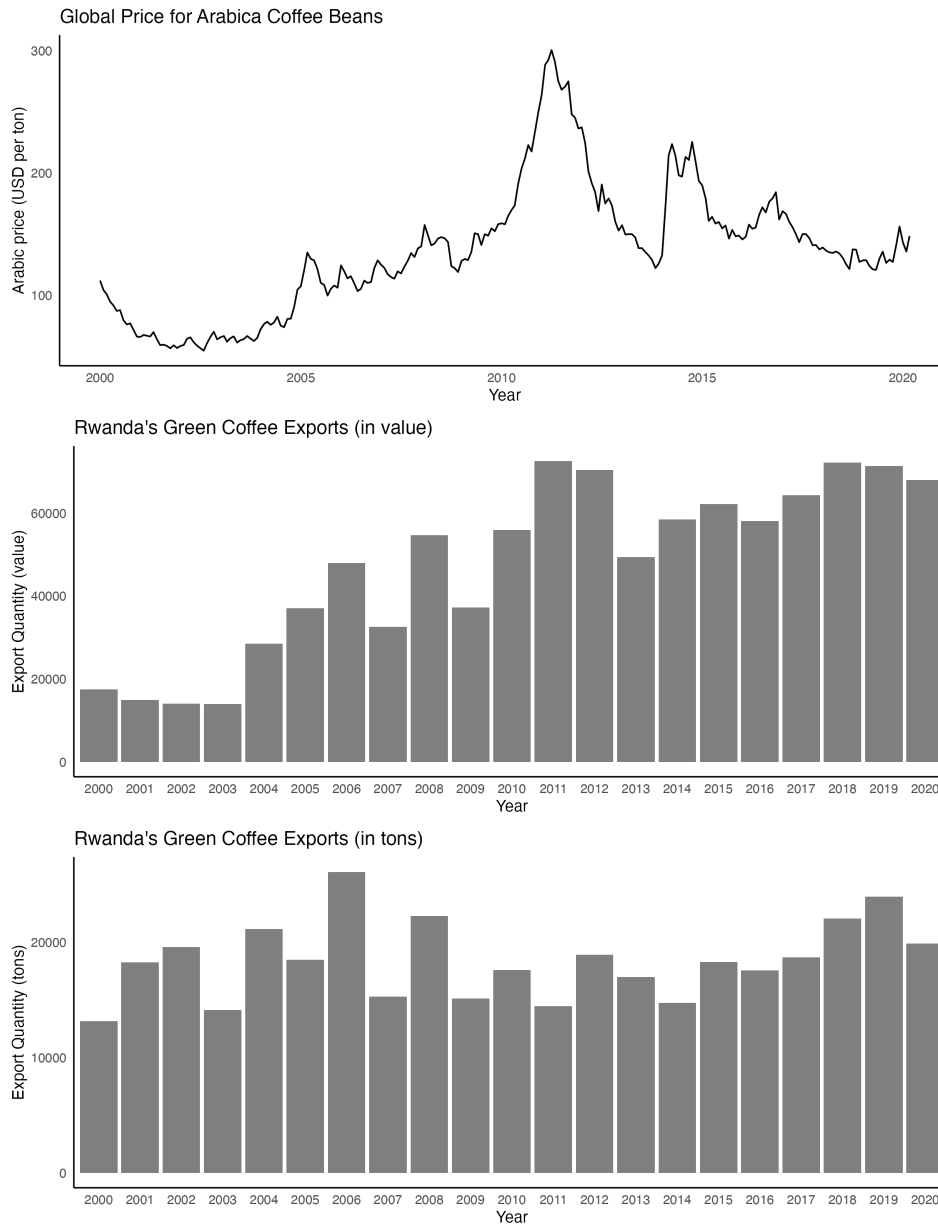 Global Price for Arabica Coffee Beans
Arabic price (USD per ton)
300
200
100
2000 2005 2010 2015 2020
Year
Rwanda's Green Coffee Exports (in value)
Export Quantity (value)
60000
40000
20000
0
2000 2001 2002 2003 2004 2005 2006 2007 2008 2009 2010 2011 2012 2013 2014 2015 2016 2017 2018 2019 2020
Year
Rwanda's Green Coffee Exports (in tons)
Export Quantity (tons)
20000
10000
0
2000 2001 2002 2003 2004 2005 2006 2007 2008 2009 2010 2011 2012 2013 2014 2015 2016 2017 2018 2019 2020
Year